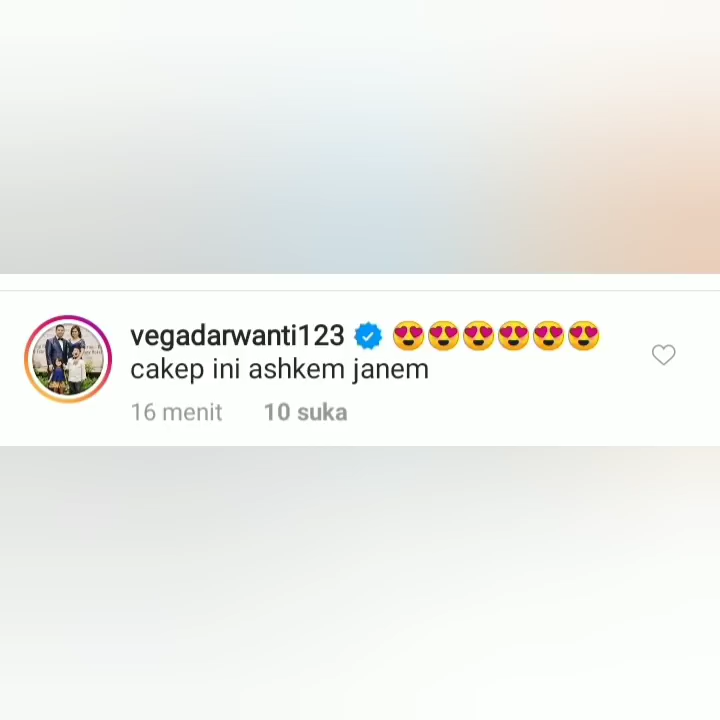 vegadarwanti123 😍😍😍😍😍😍
cakep ini ashkem janem
16 menit 10 suka